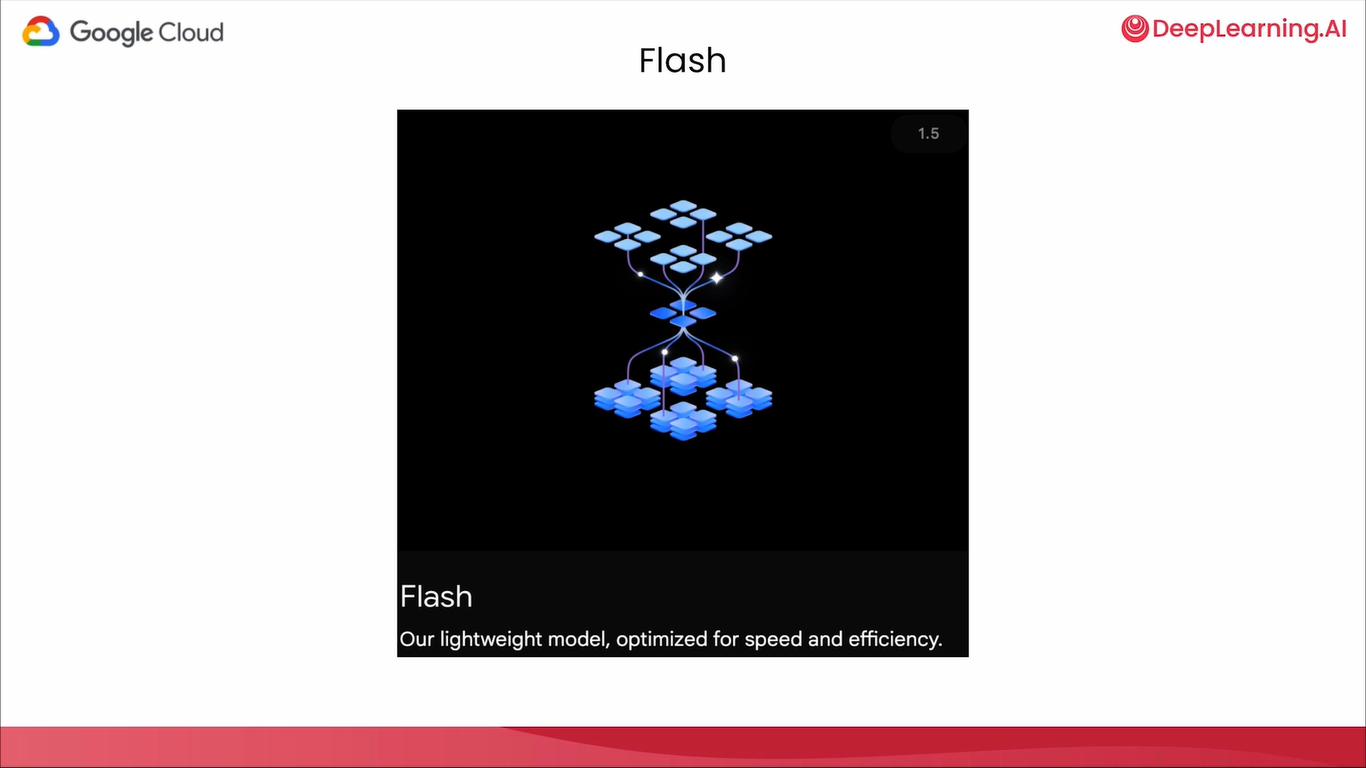 Google Cloud
DeepLearning.AI
Flash
1.5
Flash
Our lightweight model, optimized for speed and efficiency.